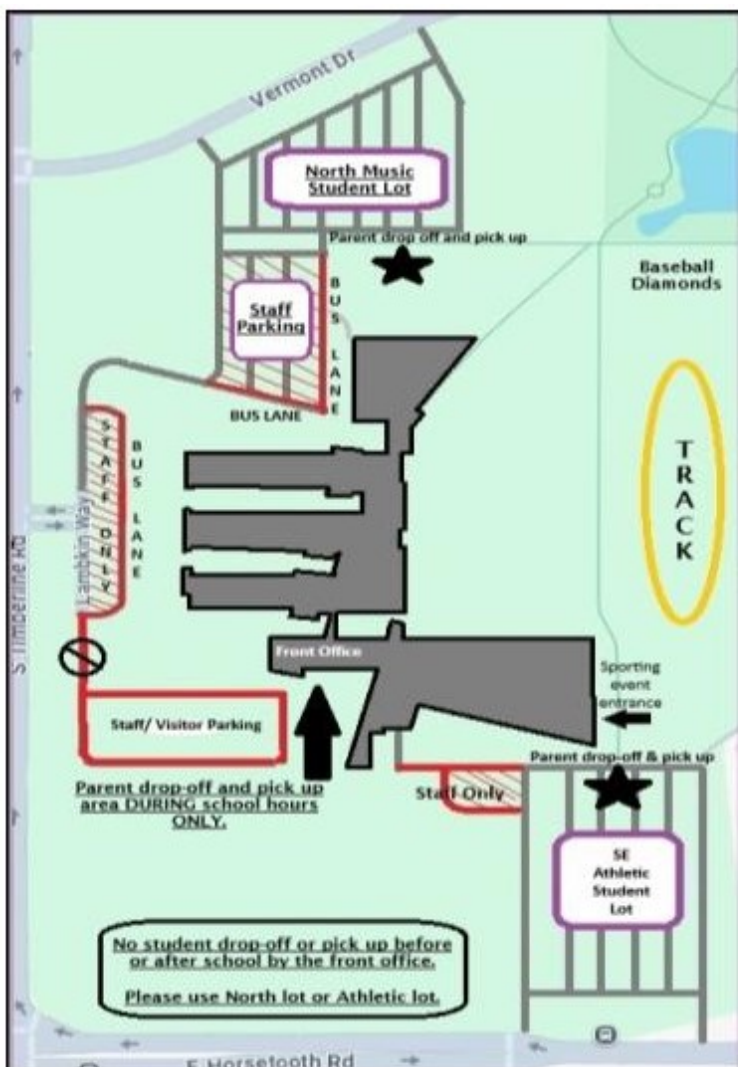 Vermont Dr
North Music
Student Lot
Parent drop off and pick up
Baseball
Diamonds
Staff
Parking
BUS LANE
BUS LANE
STAFF ONLY
BUS LANE
Lambkin Way
S Timberline Rd
TRACK
Front Office
Sporting
event
entrance
Staff/ Visitor Parking
Parent drop-off & pick up
Parent drop-off and pick up
area DURING school hours
ONLY.
Staff Only
SE
Athletic
Student
Lot
No student drop-off or pick up before
or after school by the front office.
Please use North lot or Athletic lot.
E Horsetooth Rd